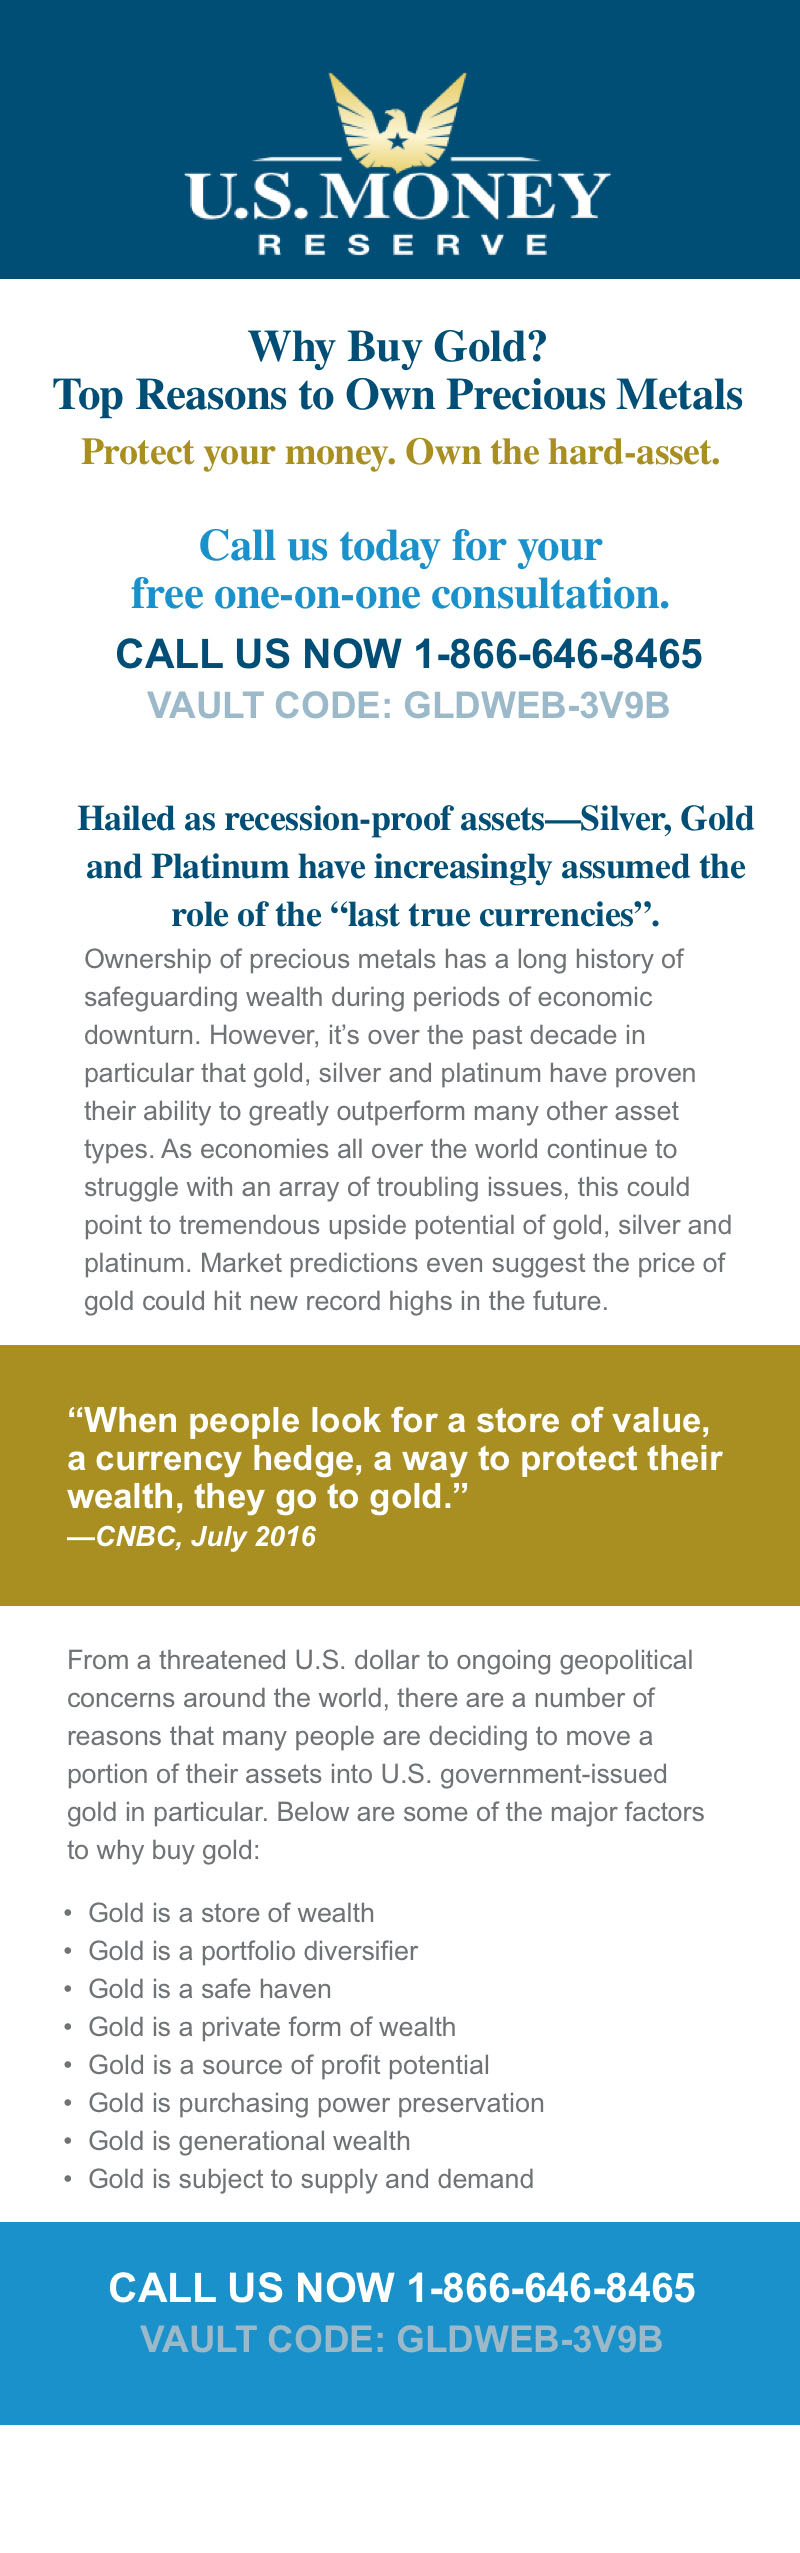 U.S. MONEY
RESERVE
Why Buy Gold?
Top Reasons to Own Precious Metals
Protect your money. Own the hard-asset.
Call us today for your
free one-on-one consultation.
CALL US NOW 1-866-646-8465
VAULT CODE: GLDWEB-3V9B
Hailed as recession-proof assets—Silver, Gold
and Platinum have increasingly assumed the
role of the “last true currencies”.
Ownership of precious metals has a long history of
safeguarding wealth during periods of economic
downturn. However, it’s over the past decade in
particular that gold, silver and platinum have proven
their ability to greatly outperform many other asset
types. As economies all over the world continue to
struggle with an array of troubling issues, this could
point to tremendous upside potential of gold, silver and
platinum. Market predictions even suggest the price of
gold could hit new record highs in the future.
“When people look for a store of value,
a currency hedge, a way to protect their
wealth, they go to gold.”
—CNBC, July 2016
From a threatened U.S. dollar to ongoing geopolitical
concerns around the world, there are a number of
reasons that many people are deciding to move a
portion of their assets into U.S. government-issued
gold in particular. Below are some of the major factors
to why buy gold:
• Gold is a store of wealth
• Gold is a portfolio diversifier
• Gold is a safe haven
• Gold is a private form of wealth
• Gold is a source of profit potential
• Gold is purchasing power preservation
• Gold is generational wealth
• Gold is subject to supply and demand
CALL US NOW 1-866-646-8465
VAULT CODE: GLDWEB-3V9B